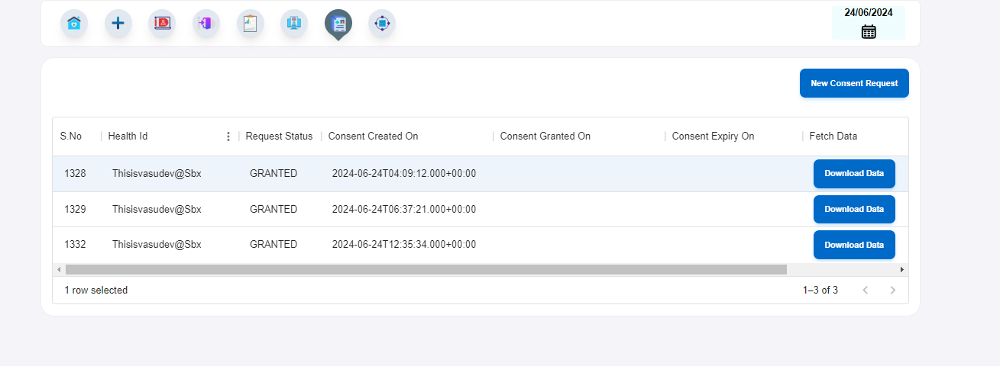 24/06/2024
New Consent Request
S.No Health Id Request Status Consent Created On Consent Granted On Consent Expiry On Fetch Data
1328 Thisisvasudev@Sbx GRANTED 2024-06-24T04:09:12.000+00:00 Download Data
1329 Thisisvasudev@Sbx GRANTED 2024-06-24T06:37:21.000+00:00 Download Data
1332 Thisisvasudev@Sbx GRANTED 2024-06-24T12:35:34.000+00:00 Download Data
1 row selected 1–3 of 3